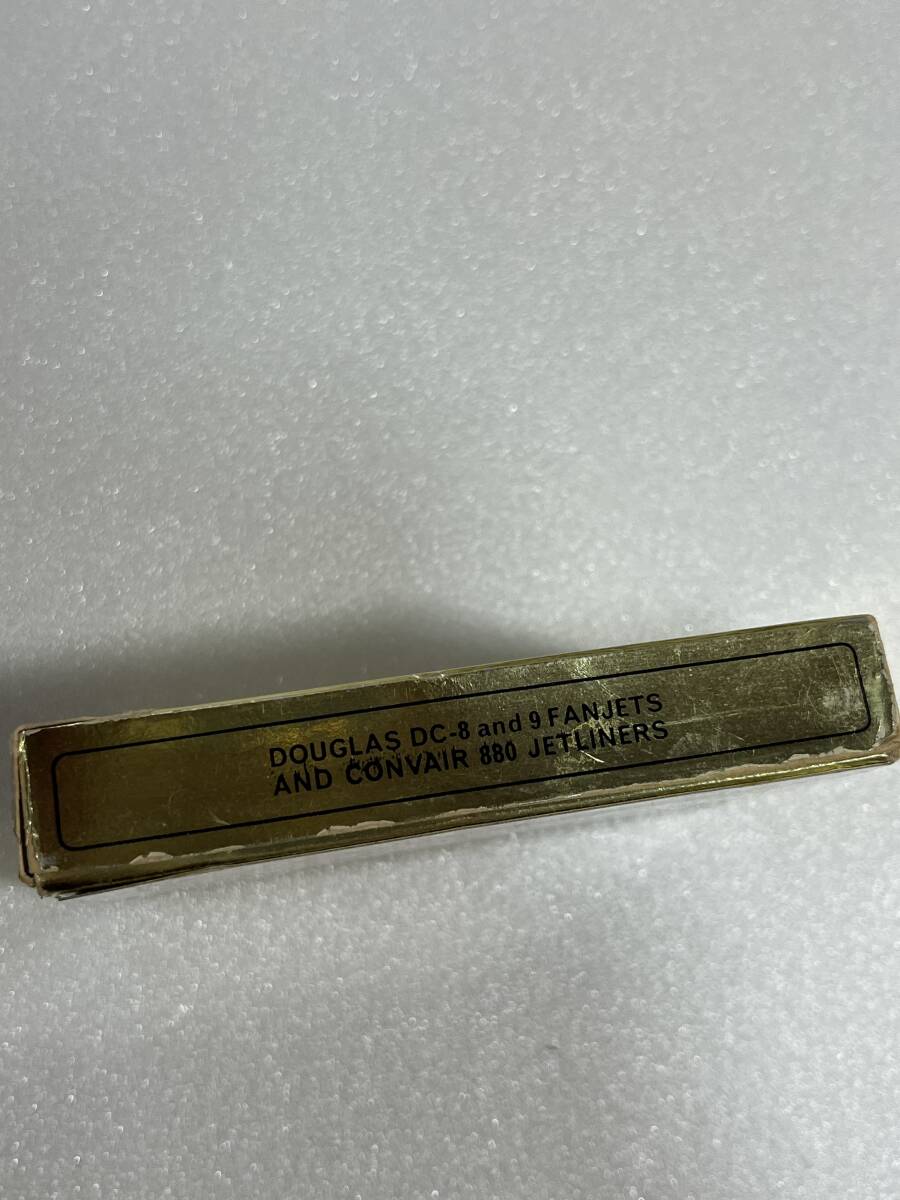 DOUGLAS DC-8 and 9 FANJETS
AND CONVAIR 880 JETLINERS